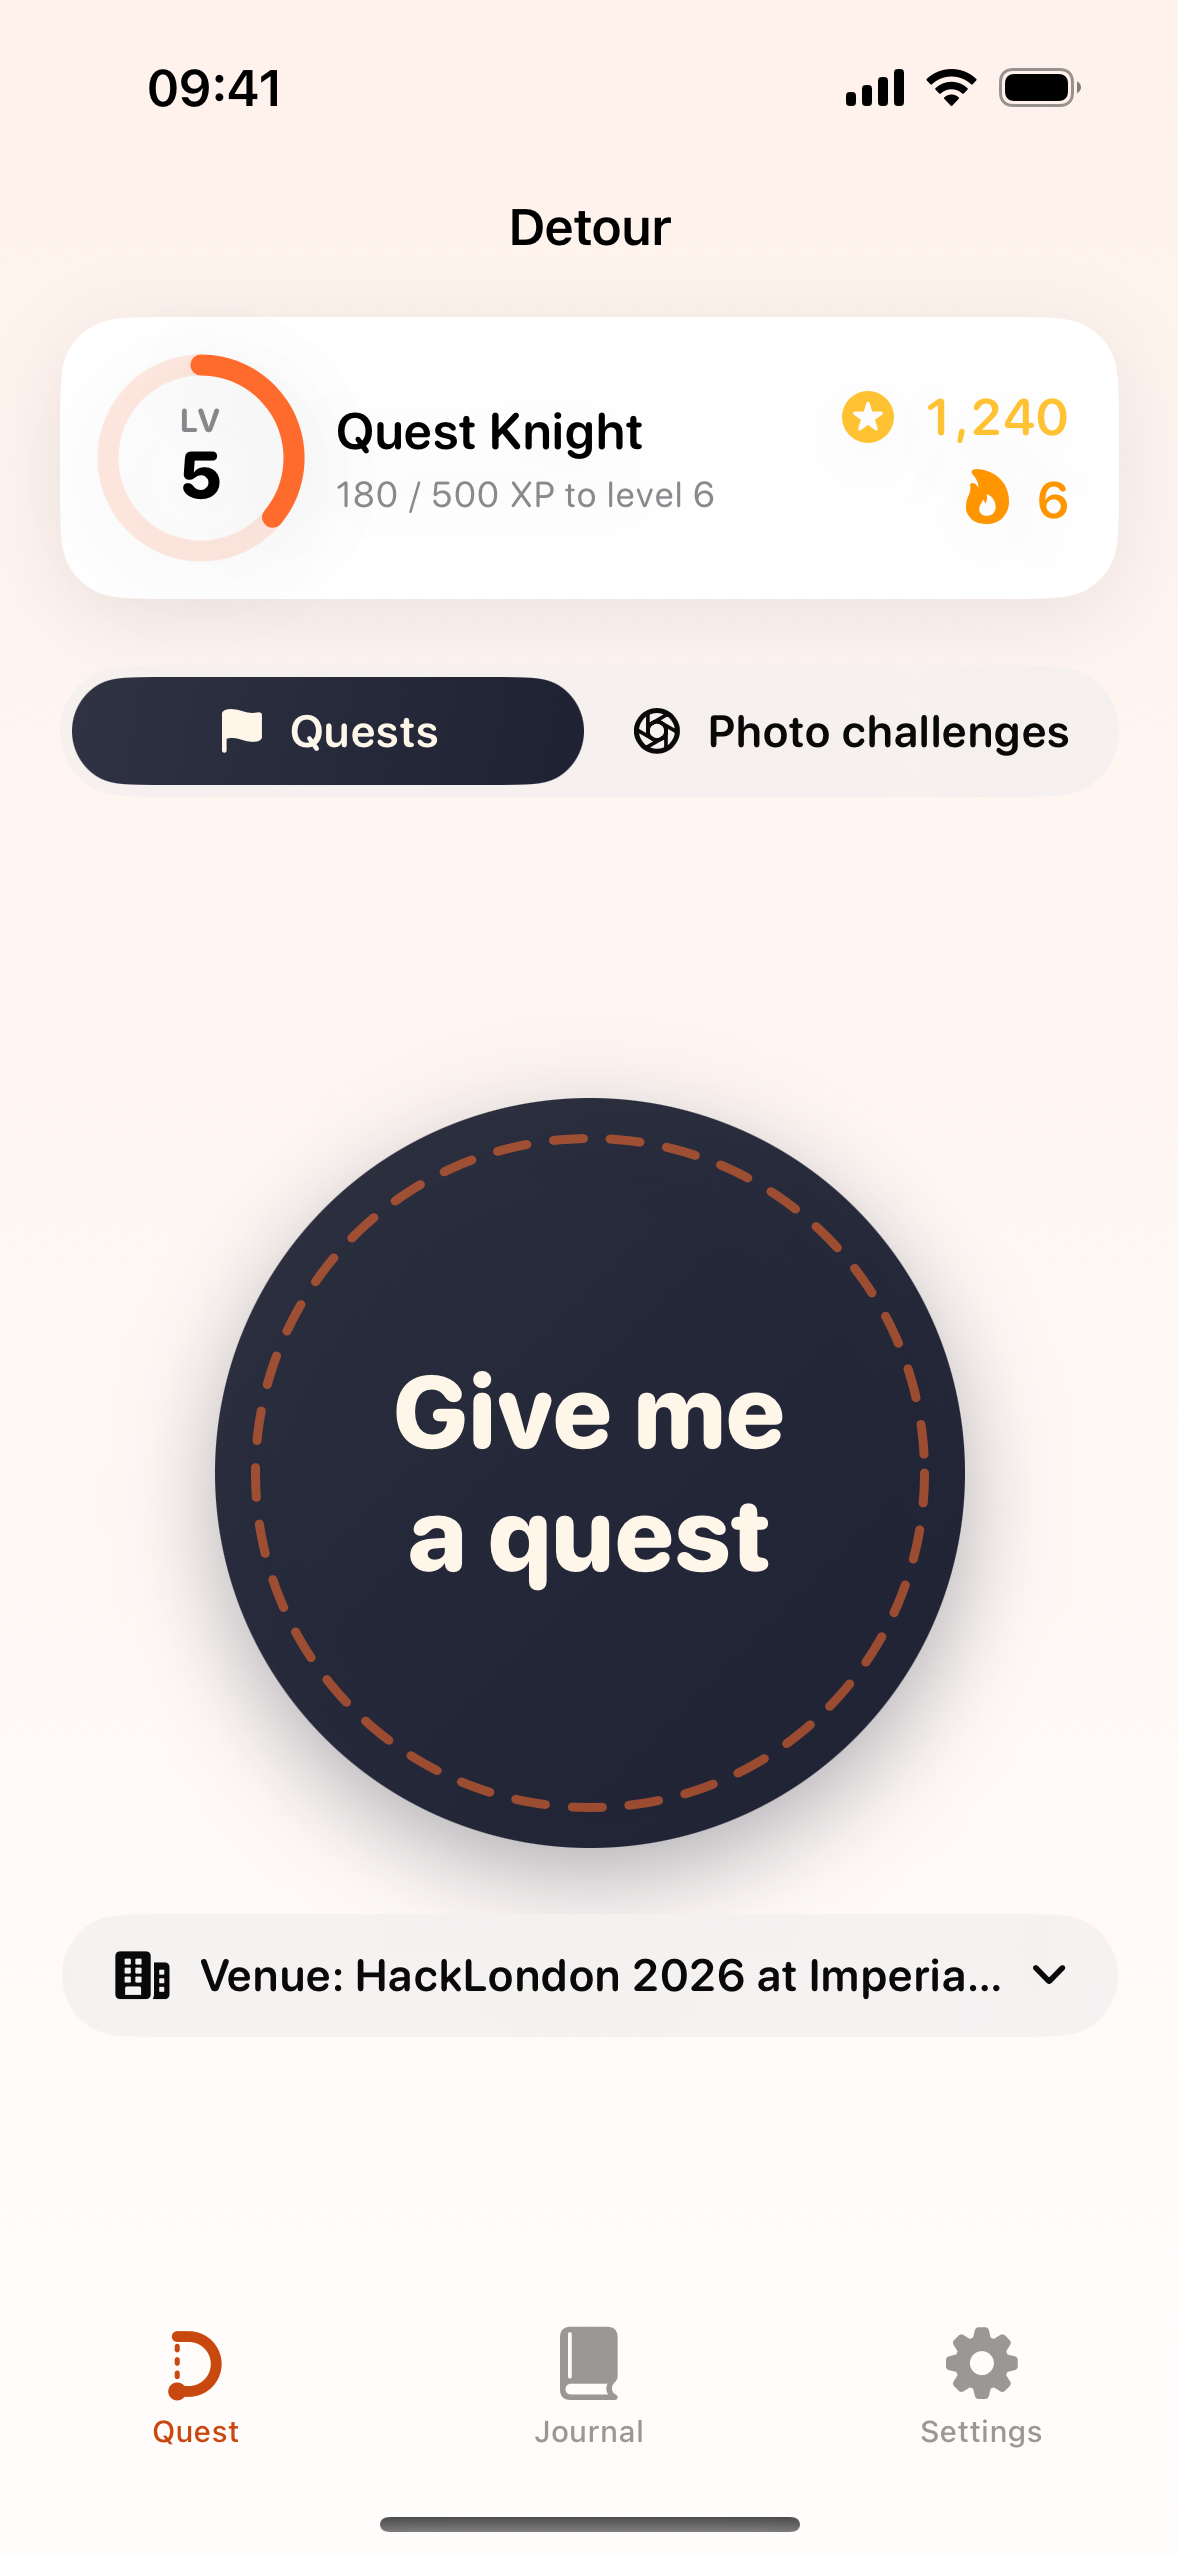 09:41
Detour
LV
5
Quest Knight
180 / 500 XP to level 6
1,240
6
Quests
Photo challenges
Give me
a quest
Venue: HackLondon 2026 at Imperia...
Quest
Journal
Settings